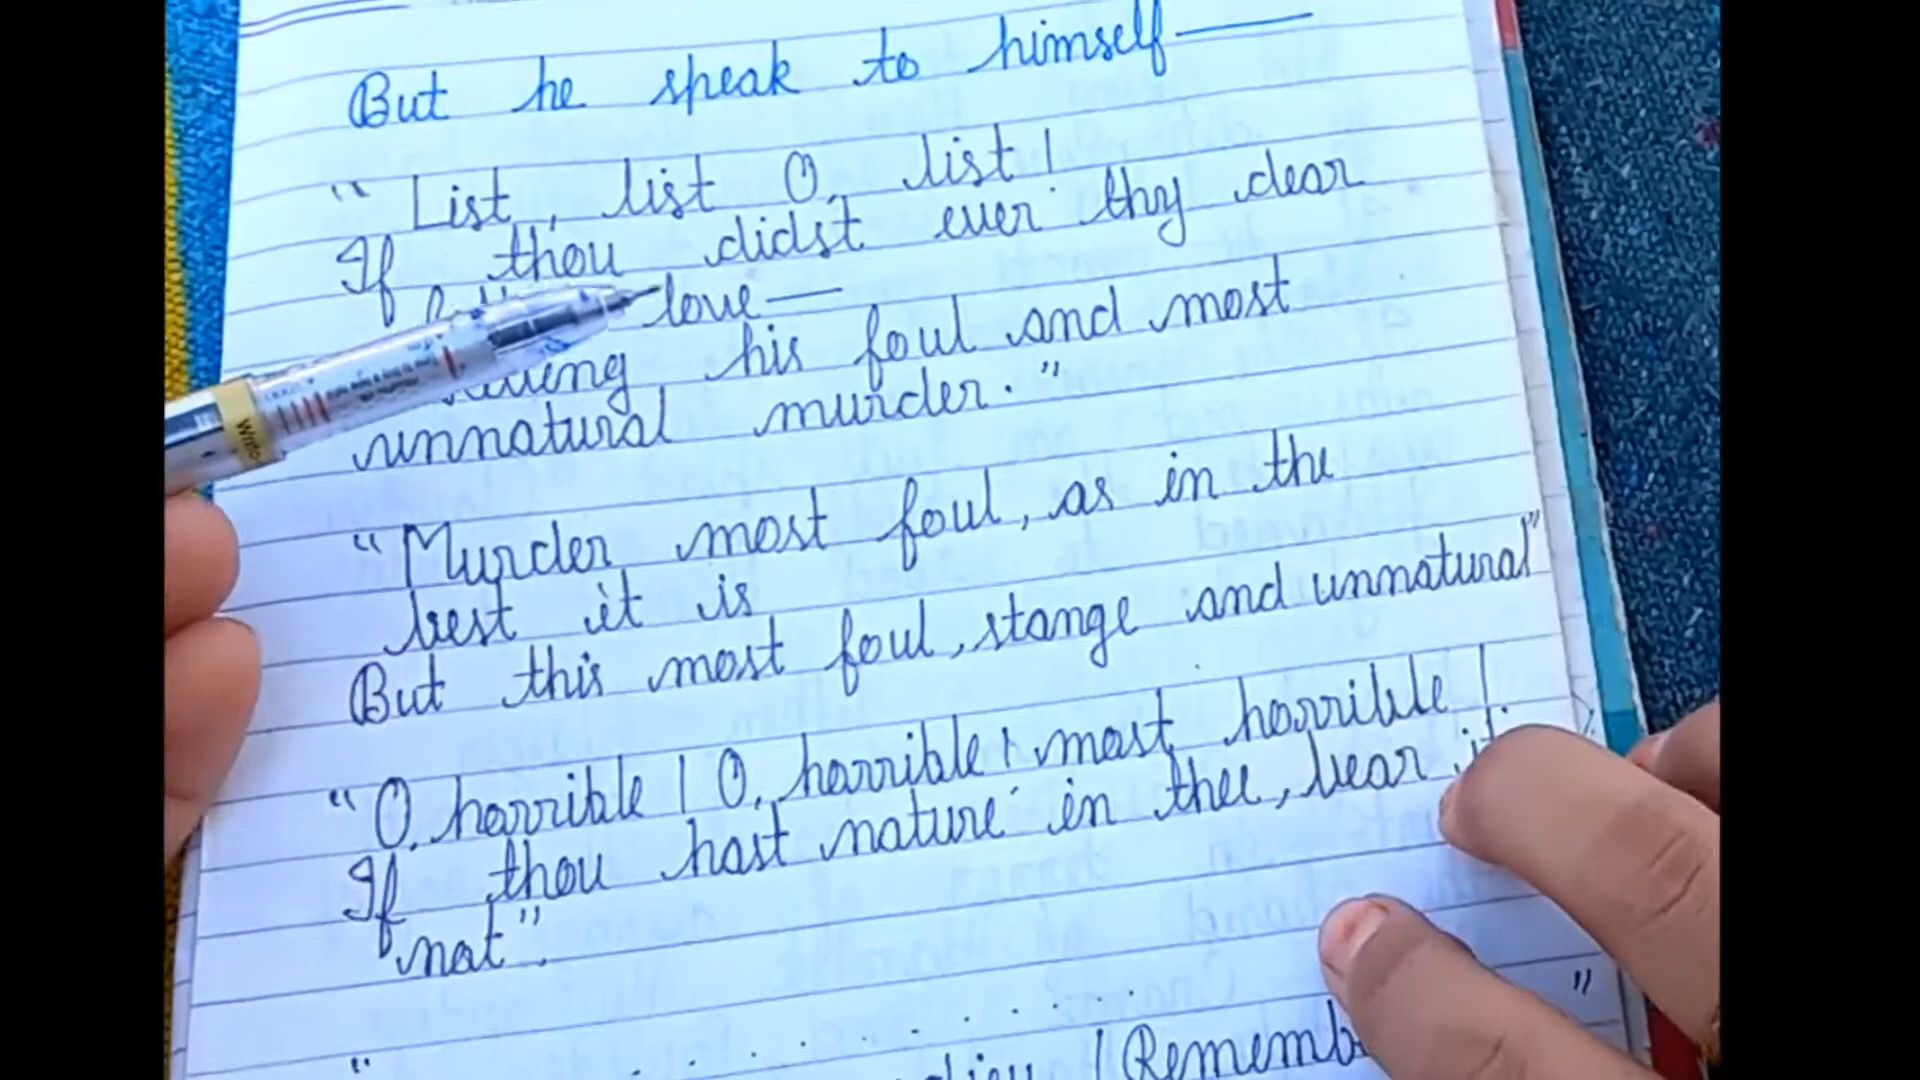 But he speak to himself —
" List, list O, list !
If thou didst ever thy dear
love —
his foul and most
unnatural murder."
"Murder most foul, as in the
best it is
But this most foul, stange and unnatural"
"O, horrible ! O, horrible ! most horrible !
If thou hast nature in thee, bear it
not".
"
"
! Rememb
Write